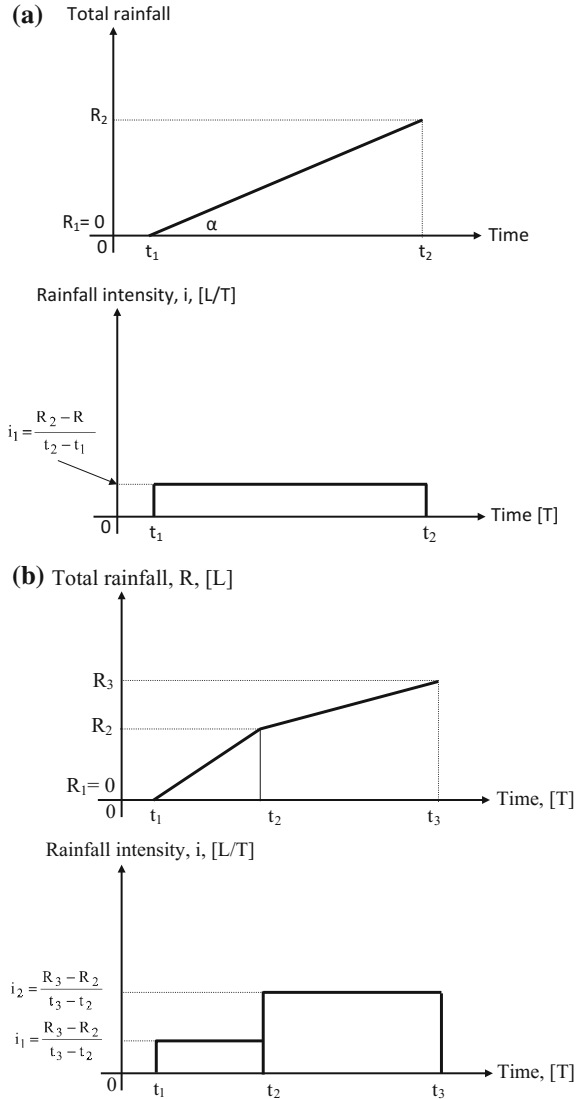 (a) Total rainfall
R₂
R₁= 0
α
0
t₁
t₂
Time
Rainfall intensity, i, [L/T]
i₁ = (R₂ − R)/(t₂ − t₁)
0
t₁
t₂
Time [T]
(b) Total rainfall, R, [L]
R₃
R₂
R₁= 0
0
t₁
t₂
t₃
Time, [T]
Rainfall intensity, i, [L/T]
i₂ = (R₃ − R₂)/(t₃ − t₂)
i₁ = (R₃ − R₂)/(t₃ − t₂)
0
t₁
t₂
t₃
Time, [T]